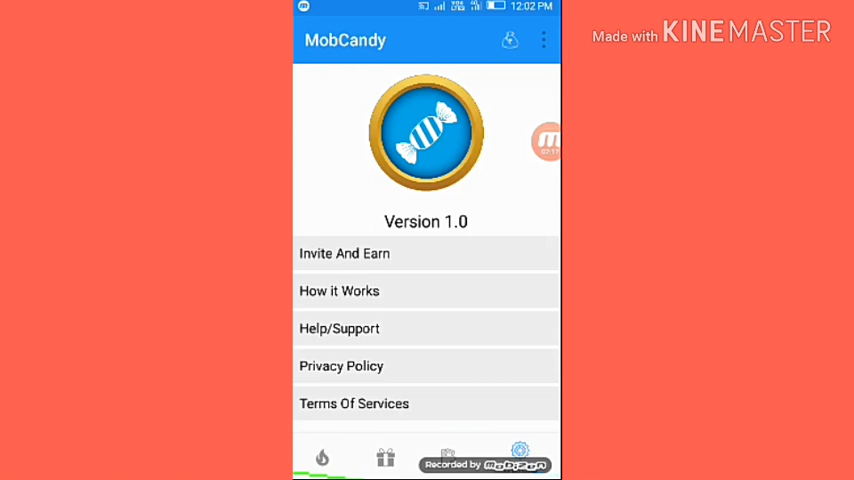 12:02 PM
Made with KINEMASTER
MobCandy
Version 1.0
Invite And Earn
How it Works
Help/Support
Privacy Policy
Terms Of Services
Recorded by mobizen